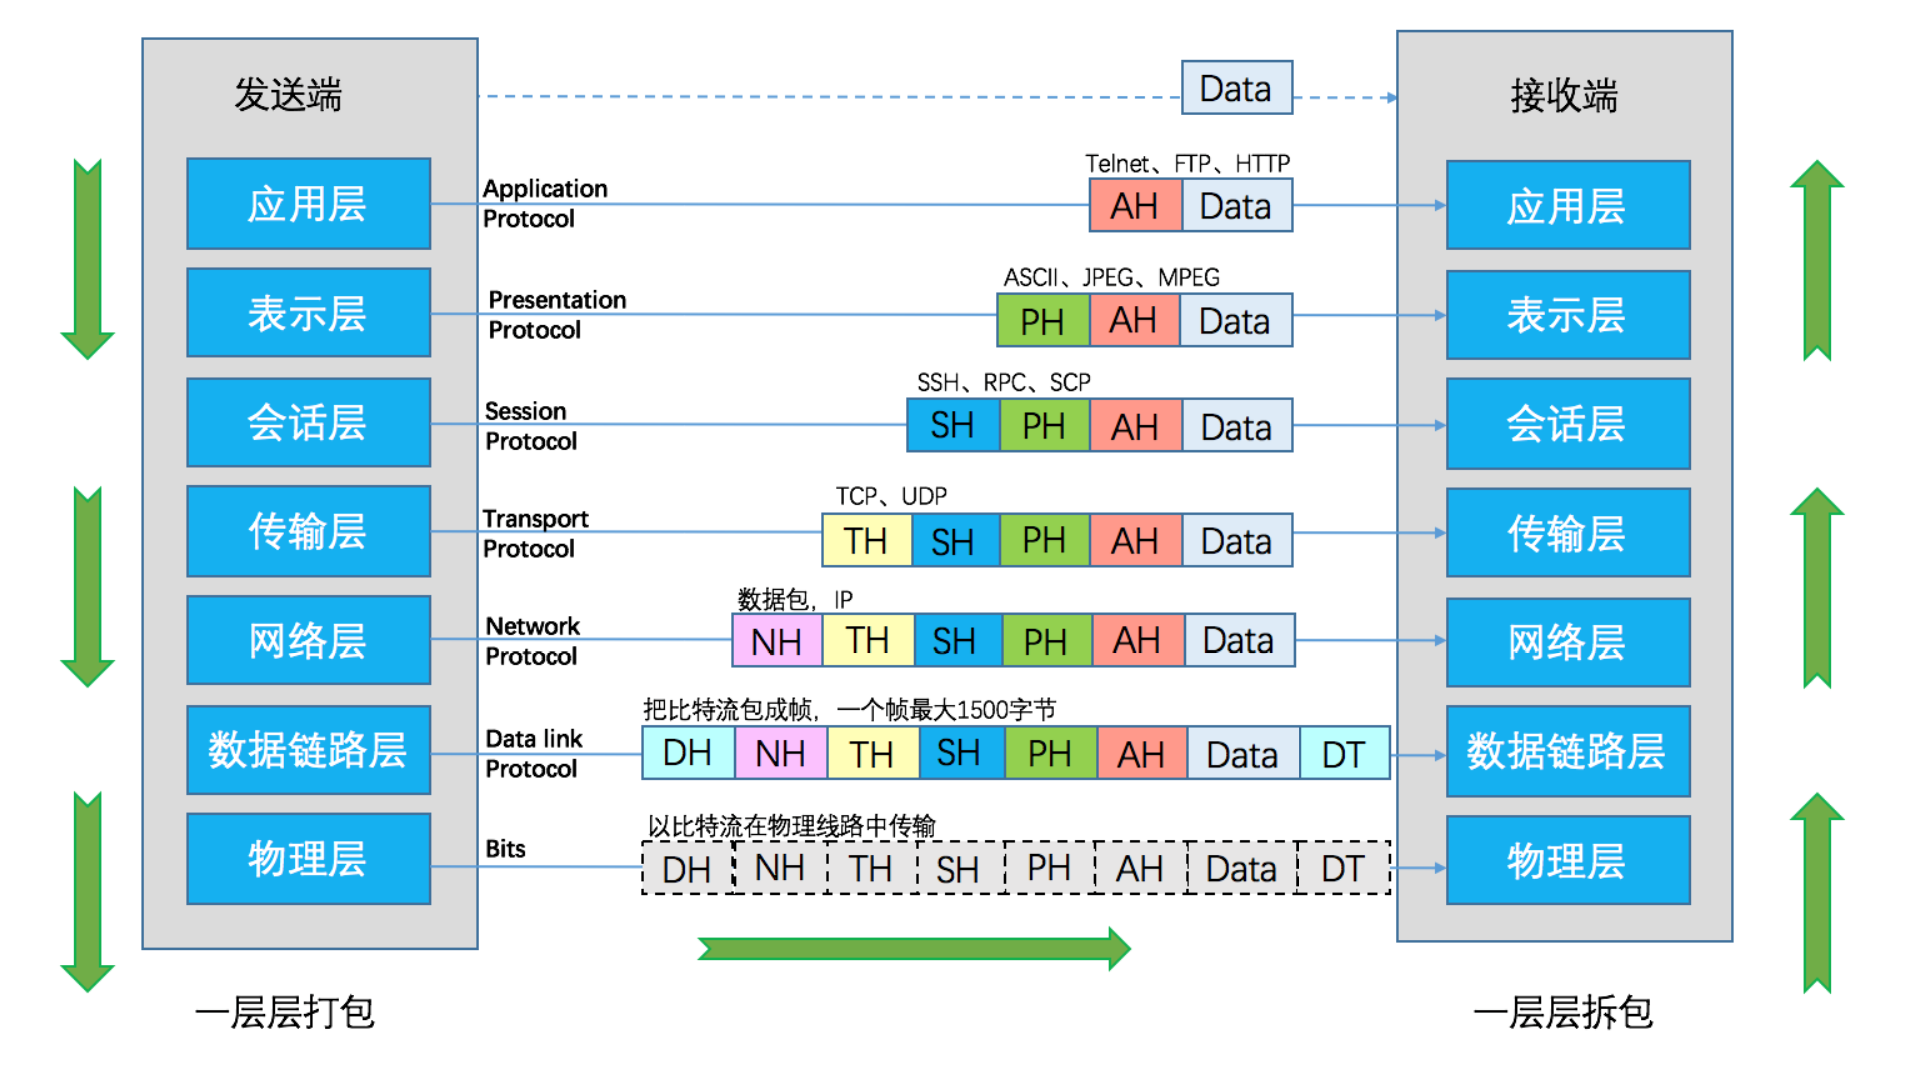 发送端
Data
接收端
Telnet、FTP、HTTP
应用层
Application
Protocol
AH
Data
应用层
ASCII、JPEG、MPEG
表示层
Presentation
Protocol
PH
AH
Data
表示层
SSH、RPC、SCP
会话层
Session
Protocol
SH
PH
AH
Data
会话层
TCP、UDP
传输层
Transport
Protocol
TH
SH
PH
AH
Data
传输层
数据包，IP
网络层
Network
Protocol
NH
TH
SH
PH
AH
Data
网络层
把比特流包成帧，一个帧最大1500字节
数据链路层
Data link
Protocol
DH
NH
TH
SH
PH
AH
Data
DT
数据链路层
以比特流在物理线路中传输
物理层
Bits
DH
NH
TH
SH
PH
AH
Data
DT
物理层
一层层打包
一层层拆包